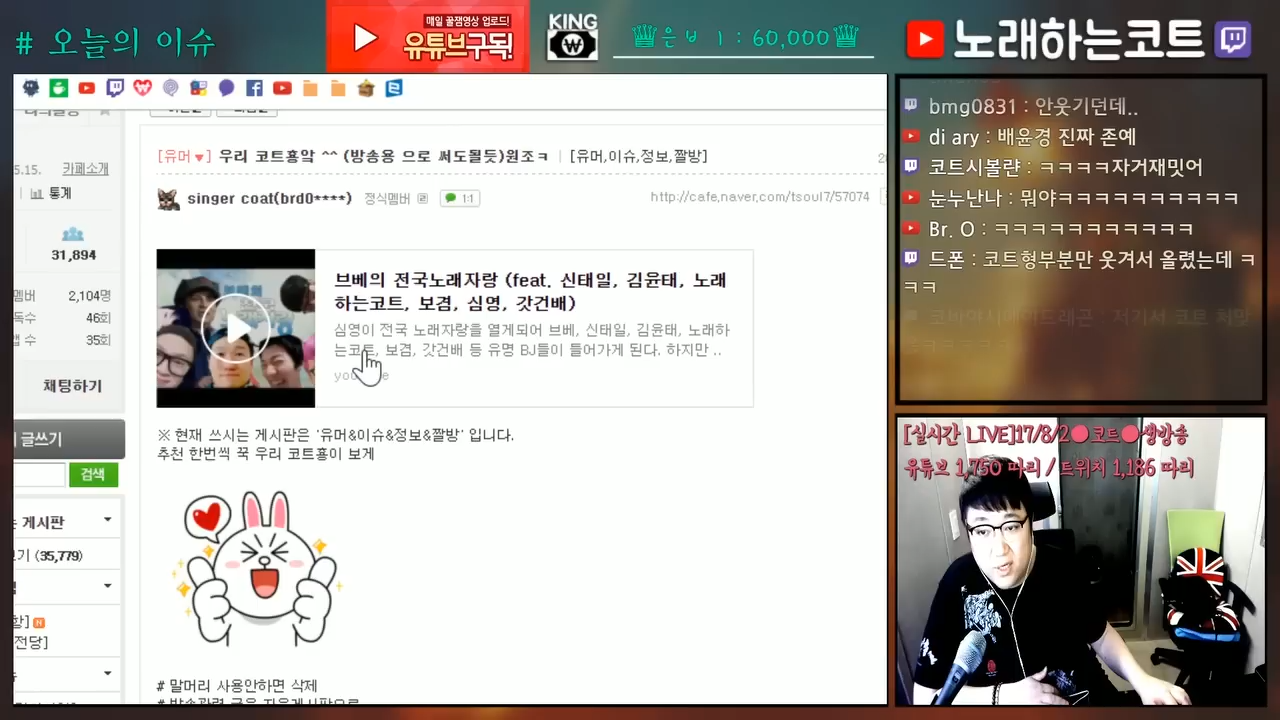 # 오늘의 이슈
매일 꿀잼영상 업로드!
유튜브구독!
KING
₩
♛은ㅂㅣ : 60,000♛
노래하는코트
[유머♥] 우리 코트횽악 ^^ (방송용 으로 써도될듯)원조ㅋ | [유머,이슈,정보,짤방]
5.15. 카페소개
통계
singer coat(brd0****) 정식멤버 1:1
http://cafe.naver.com/tsoul7/57074
31,894
멤버 2,104명
독수 46회
수 35회
채팅하기
글쓰기
검색
게시판
기 (35,779)
전당]
브베의 전국노래자랑 (feat. 신태일, 김윤태, 노래
하는코트, 보겸, 심영, 갓건배)
심영이 전국 노래자랑을 열게되어 브베, 신태일, 김윤태, 노래하
는코트, 보겸, 갓건배 등 유명 BJ들이 들어가게 된다. 하지만 ..
※ 현재 쓰시는 게시판은 '유머&이슈&정보&짤방' 입니다.
추천 한번씩 꾹 우리 코트횽이 보게
# 말머리 사용안하면 삭제
bmg0831 : 안웃기던데..
di ary : 배윤경 진짜 존예
코트시볼랸 : ㅋㅋㅋㅋ자거재밋어
눈누난나 : 뭐야ㅋㅋㅋㅋㅋㅋㅋㅋㅋㅋ
Br. O : ㅋㅋㅋㅋㅋㅋㅋㅋㅋㅋㅋ
드폰 : 코트형부분만 웃겨서 올렸는데 ㅋ
ㅋㅋ
[실시간 LIVE]17/8/2●코트●생방송
유튜브 1,750 따리 / 트위치 1,186 따리